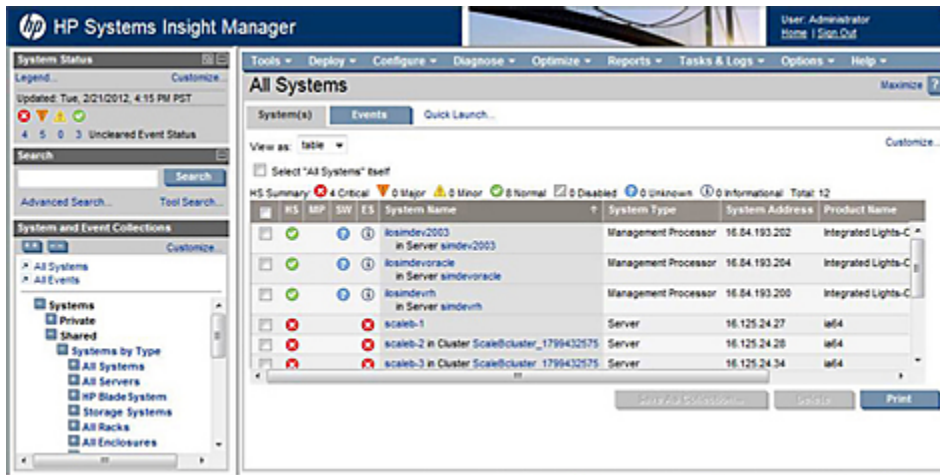 hp HP Systems Insight Manager
User: Administrator
Home | Sign Out
System Status
Legend... Customize...
Updated: Tue, 2/21/2012, 4:15 PM PST
4 5 0 3 Uncleared Event Status
Search
Search
Advanced Search... Tool Search...
System and Event Collections
Customize...
All Systems
All Events
Systems
Private
Shared
Systems by Type
All Systems
All Servers
HP BladeSystem
Storage Systems
All Racks
All Enclosures
Tools Deploy Configure Diagnose Optimize Reports Tasks & Logs Options Help
All Systems
Maximize ?
System(s) Events Quick Launch...
View as: table Customize...
Select "All Systems" itself
HS Summary: 4 Critical 0 Major 0 Minor 8 Normal 0 Disabled 0 Unknown 0 Informational Total: 12
HS MP SW ES System Name System Type System Address Product Name
ilosimdev2003 Management Processor 16.84.193.202 Integrated Lights-C
in Server simdev2003
ilosimdevoracle Management Processor 16.84.193.204 Integrated Lights-C
in Server simdevoracle
ilosimdevrh Management Processor 16.84.193.200 Integrated Lights-C
in Server simdevrh
scaleb-1 Server 16.125.24.27 ia64
scaleb-2 in Cluster ScaleBcluster_1799432575 Server 16.125.24.28 ia64
scaleb-3 in Cluster ScaleBcluster_1799432575 Server 16.125.24.34 ia64
Save As Collection... Delete Print